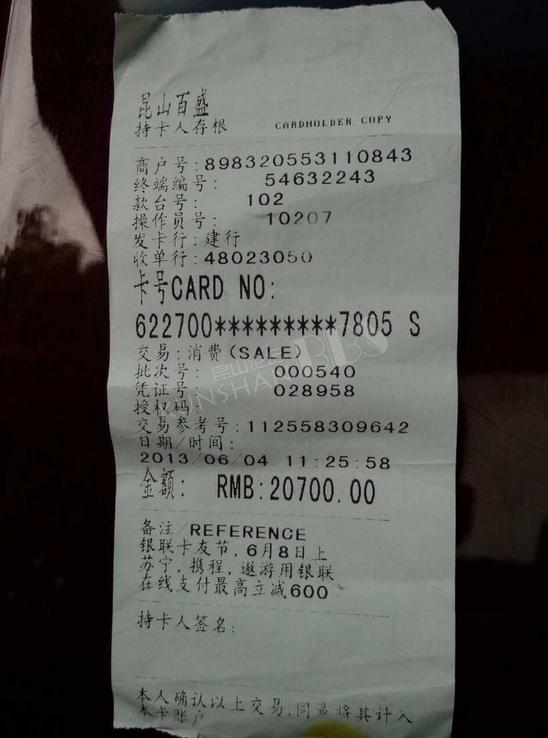 昆山百盛
持卡人存根 CARDHOLDER COPY
商户号:898320553110843
终端编号: 54632243
款台号: 102
操作员号: 10207
发卡行:建行
收单行:48023050
卡号CARD NO:
622700*********7805 S
交易:消费(SALE)
批次号: 000540
凭证号: 028958
授权码:
交易参考号:112558309642
日期/时间:
2013/06/04 11:25:58
金额: RMB:20700.00
备注/REFERENCE
银联卡友节,6月8日上
苏宁,携程,遨游用银联
在线支付最高立减600
持卡人签名:
本人确认以上交易,同意将其计入
本卡账户